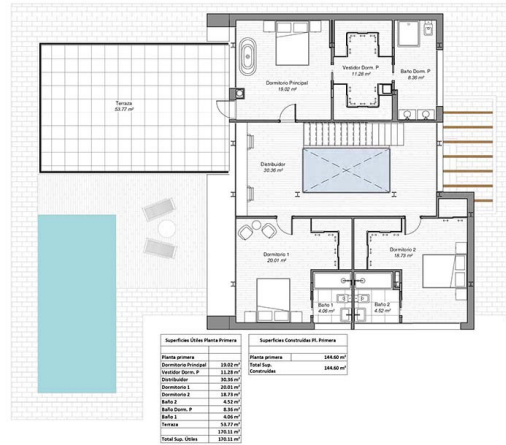 Dormitorio Principal
19.02 m²
Vestidor Dorm. P
11.28 m²
Baño Dorm. P
8.36 m²
Terraza
53.77 m²
Distribuidor
30.36 m²
Dormitorio 1
20.01 m²
Dormitorio 2
18.73 m²
Baño 1
4.06 m²
Baño 2
4.52 m²
Superficies Útiles Planta Primera
Planta primera
Dormitorio Principal 19.02 m²
Vestidor Dorm. P 11.28 m²
Distribuidor 30.36 m²
Dormitorio 1 20.01 m²
Dormitorio 2 18.73 m²
Baño 2 4.52 m²
Baño Dorm. P 8.36 m²
Baño 1 4.06 m²
Terraza 53.77 m²
170.11 m²
Total Sup. Útiles 170.11 m²
Superficies Construídas Pl. Primera
Planta primera 144.60 m²
Total Sup.
Construídas 144.60 m²